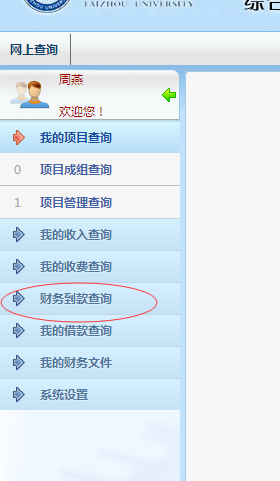 TAIZHOU UNIVERSITY
综合
网上查询
周燕
欢迎您！
我的项目查询
0 项目成组查询
1 项目管理查询
我的收入查询
我的收费查询
财务到款查询
我的借款查询
我的财务文件
系统设置